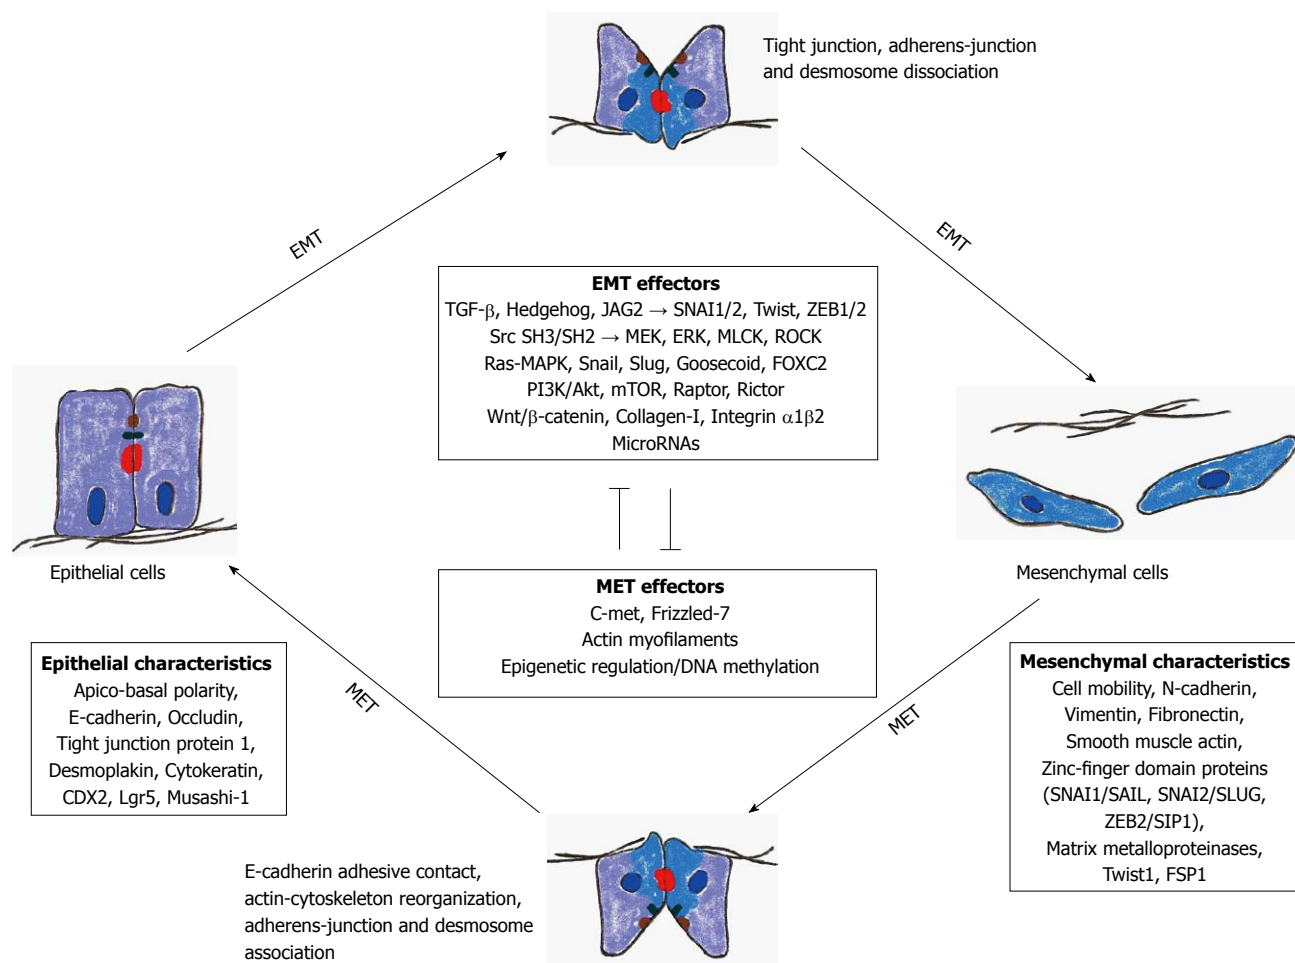 Tight junction, adherens-junction
and desmosome dissociation
EMT
EMT
EMT effectors
TGF-β, Hedgehog, JAG2 → SNAI1/2, Twist, ZEB1/2
Src SH3/SH2 → MEK, ERK, MLCK, ROCK
Ras-MAPK, Snail, Slug, Goosecoid, FOXC2
PI3K/Akt, mTOR, Raptor, Rictor
Wnt/β-catenin, Collagen-I, Integrin α1β2
MicroRNAs
Epithelial cells
Mesenchymal cells
MET effectors
C-met, Frizzled-7
Actin myofilaments
Epigenetic regulation/DNA methylation
Epithelial characteristics
Apico-basal polarity,
E-cadherin, Occludin,
Tight junction protein 1,
Desmoplakin, Cytokeratin,
CDX2, Lgr5, Musashi-1
MET
MET
Mesenchymal characteristics
Cell mobility, N-cadherin,
Vimentin, Fibronectin,
Smooth muscle actin,
Zinc-finger domain proteins
(SNAI1/SAIL, SNAI2/SLUG,
ZEB2/SIP1),
Matrix metalloproteinases,
Twist1, FSP1
E-cadherin adhesive contact,
actin-cytoskeleton reorganization,
adherens-junction and desmosome
association